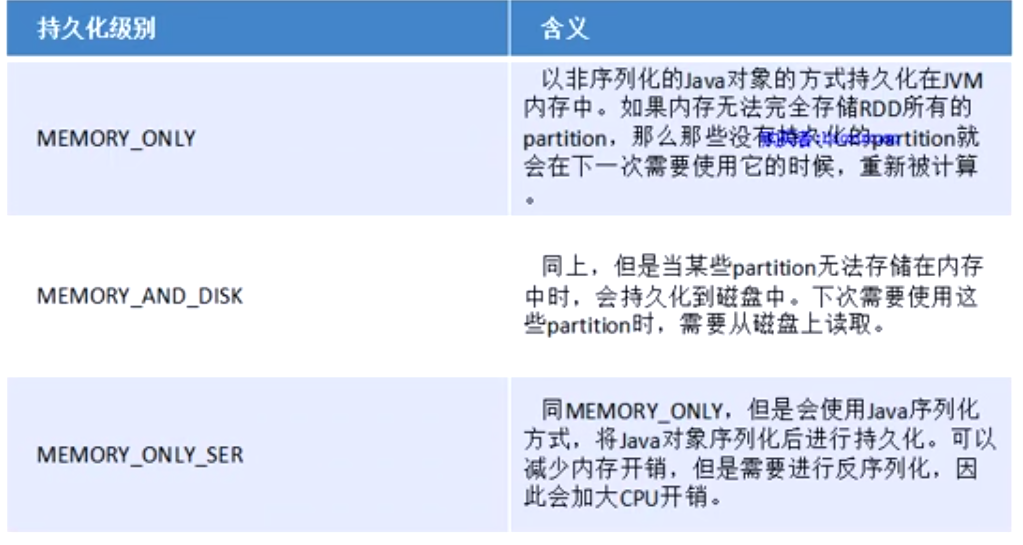 持久化级别
含义
MEMORY_ONLY
以非序列化的Java对象的方式持久化在JVM
内存中。如果内存无法完全存储RDD所有的
partition，那么那些没有持久化的partition就
会在下一次需要使用它的时候，重新被计算
。
MEMORY_AND_DISK
同上，但是当某些partition无法存储在内存
中时，会持久化到磁盘中。下次需要使用这
些partition时，需要从磁盘上读取。
MEMORY_ONLY_SER
同MEMORY_ONLY，但是会使用Java序列化
方式，将Java对象序列化后进行持久化。可以
减少内存开销，但是需要进行反序列化，因
此会加大CPU开销。